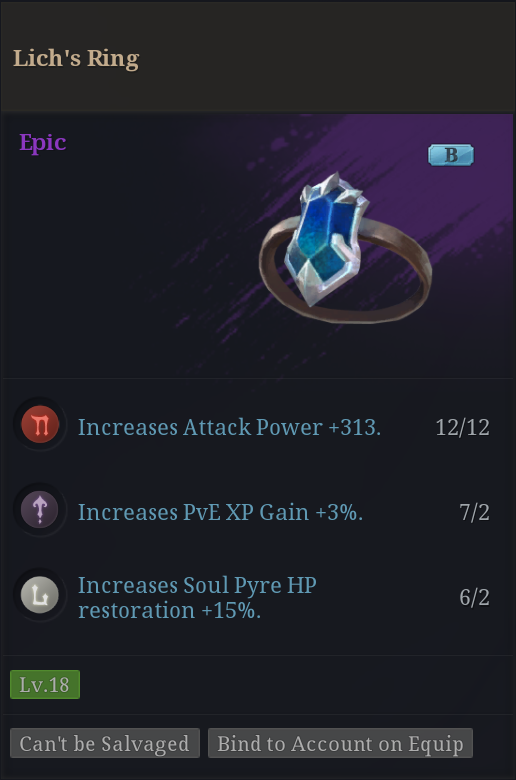 Lich's Ring
Epic
B
Increases Attack Power +313. 12/12
Increases PvE XP Gain +3%. 7/2
Increases Soul Pyre HP
restoration +15%. 6/2
Lv.18
Can't be Salvaged Bind to Account on Equip